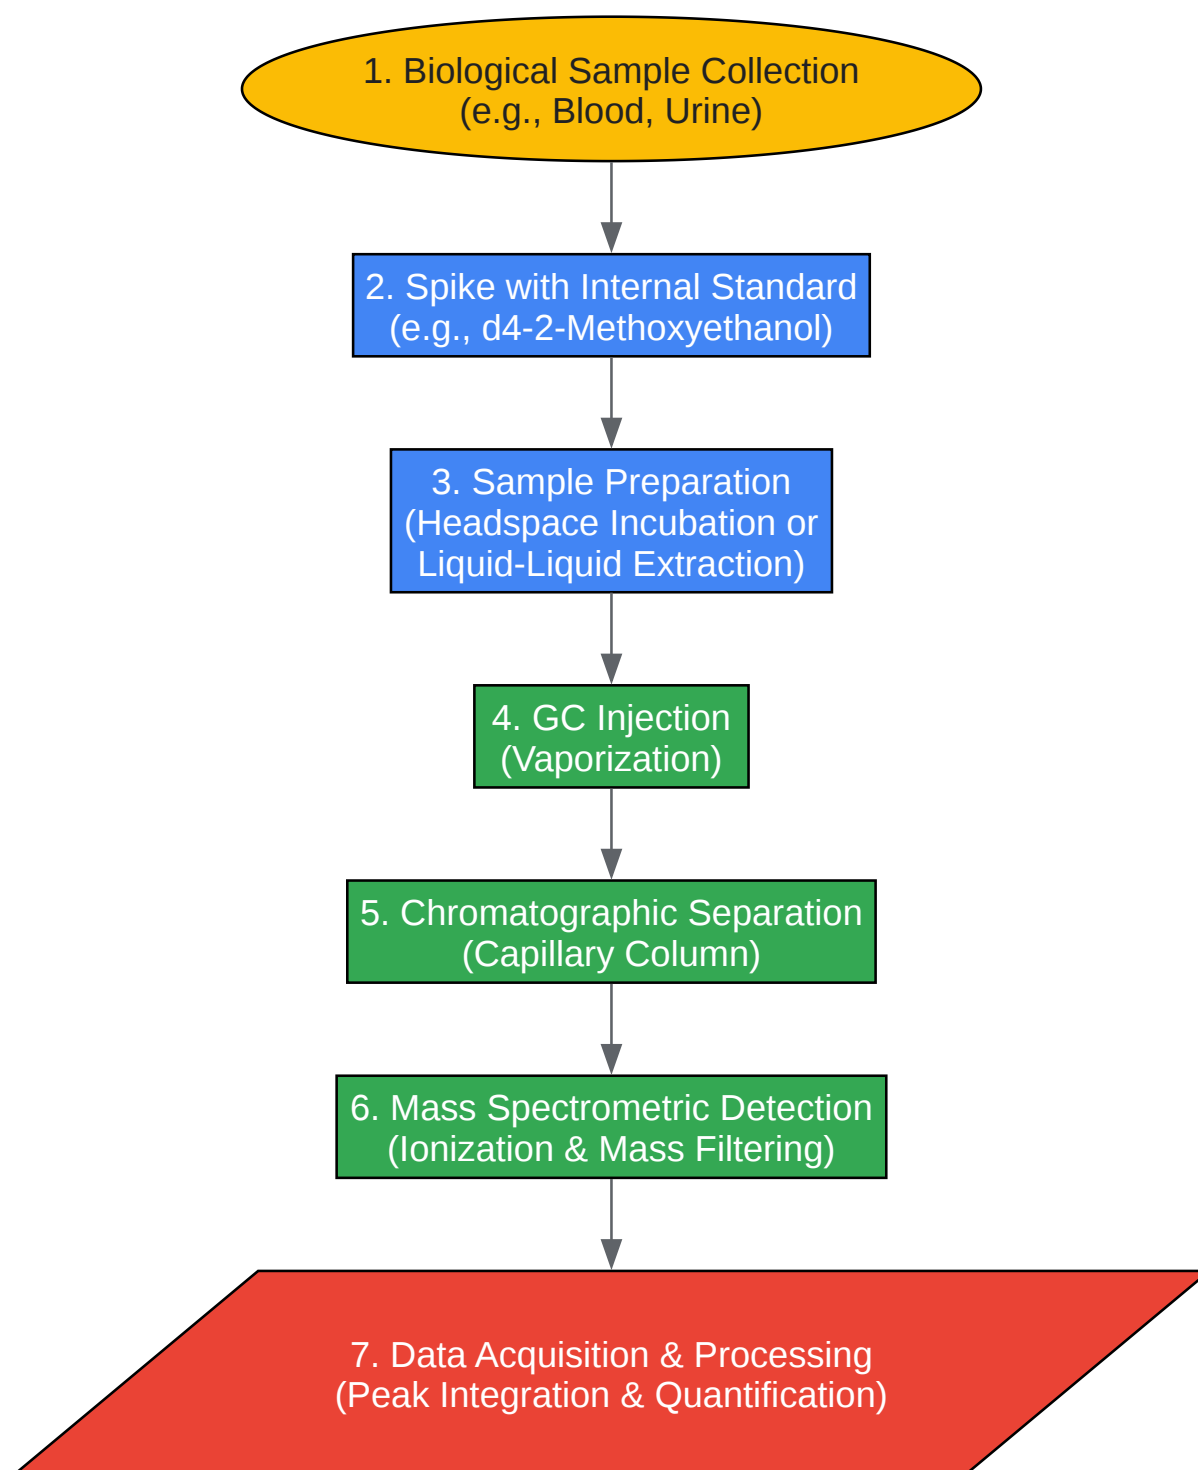 1. Biological Sample Collection
(e.g., Blood, Urine)
2. Spike with Internal Standard
(e.g., d4-2-Methoxyethanol)
3. Sample Preparation
(Headspace Incubation or
Liquid-Liquid Extraction)
4. GC Injection
(Vaporization)
5. Chromatographic Separation
(Capillary Column)
6. Mass Spectrometric Detection
(Ionization & Mass Filtering)
7. Data Acquisition & Processing
(Peak Integration & Quantification)